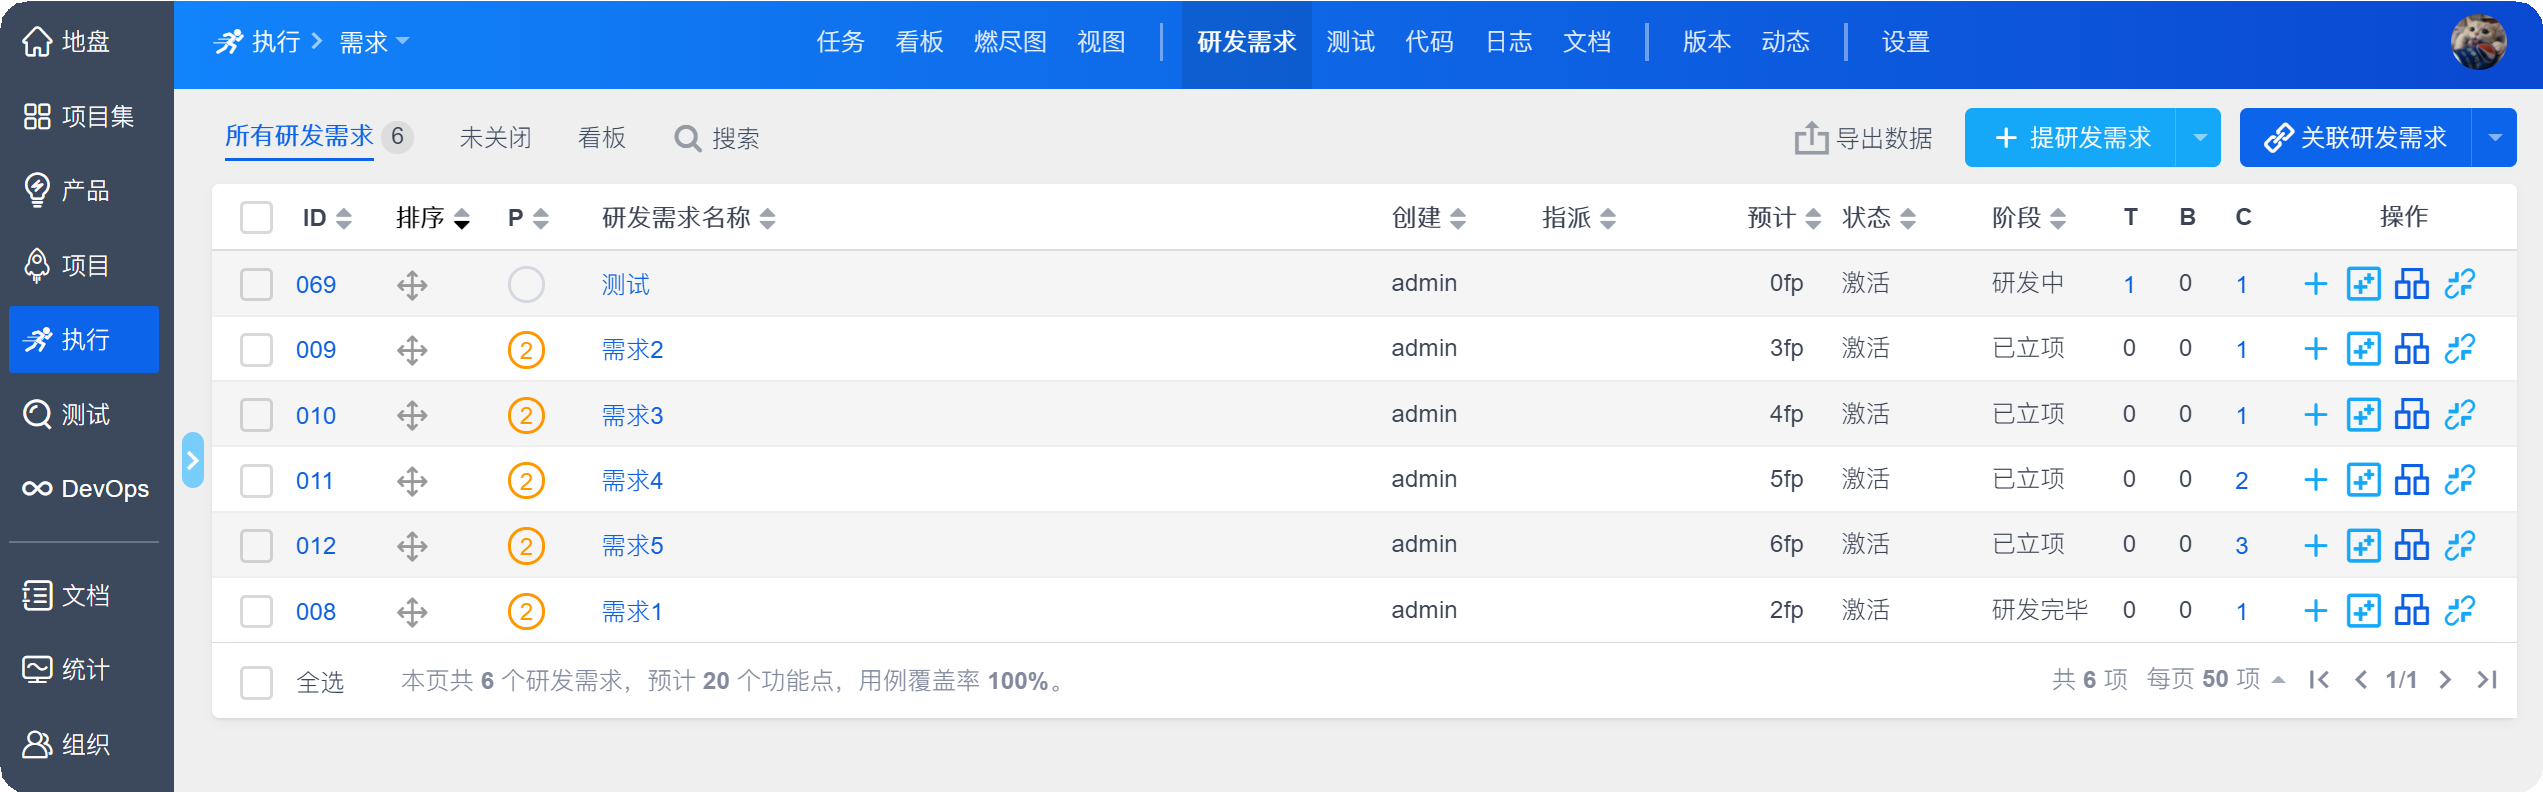 地盘
项目集
产品
项目
执行
测试
DevOps
文档
统计
组织
执行 需求
任务 看板 燃尽图 视图 研发需求 测试 代码 日志 文档 版本 动态 设置
所有研发需求 6 未关闭 看板 搜索 导出数据 提研发需求 关联研发需求
ID 排序 P 研发需求名称 创建 指派 预计 状态 阶段 T B C 操作
069 测试 admin 0fp 激活 研发中 1 0 1
009 2 需求2 admin 3fp 激活 已立项 0 0 1
010 2 需求3 admin 4fp 激活 已立项 0 0 1
011 2 需求4 admin 5fp 激活 已立项 0 0 2
012 2 需求5 admin 6fp 激活 已立项 0 0 3
008 2 需求1 admin 2fp 激活 研发完毕 0 0 1
全选 本页共 6 个研发需求，预计 20 个功能点，用例覆盖率 100%。 共 6 项 每页 50 项 1/1